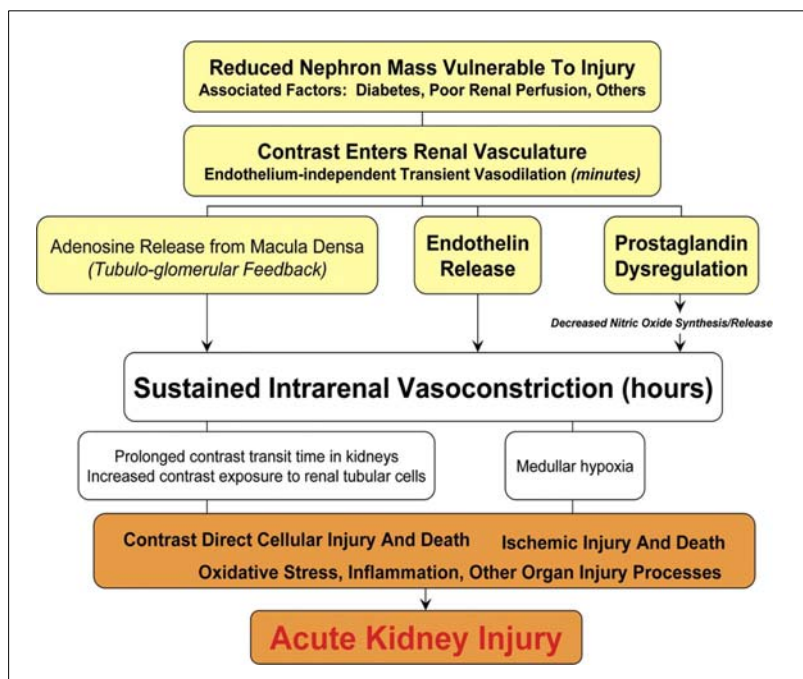 Reduced Nephron Mass Vulnerable To Injury
Associated Factors: Diabetes, Poor Renal Perfusion, Others
Contrast Enters Renal Vasculature
Endothelium-independent Transient Vasodilation (minutes)
Adenosine Release from Macula Densa
(Tubulo-glomerular Feedback)
Endothelin
Release
Prostaglandin
Dysregulation
Decreased Nitric Oxide Synthesis/Release
Sustained Intrarenal Vasoconstriction (hours)
Prolonged contrast transit time in kidneys
Increased contrast exposure to renal tubular cells
Medullar hypoxia
Contrast Direct Cellular Injury And Death
Ischemic Injury And Death
Oxidative Stress, Inflammation, Other Organ Injury Processes
Acute Kidney Injury